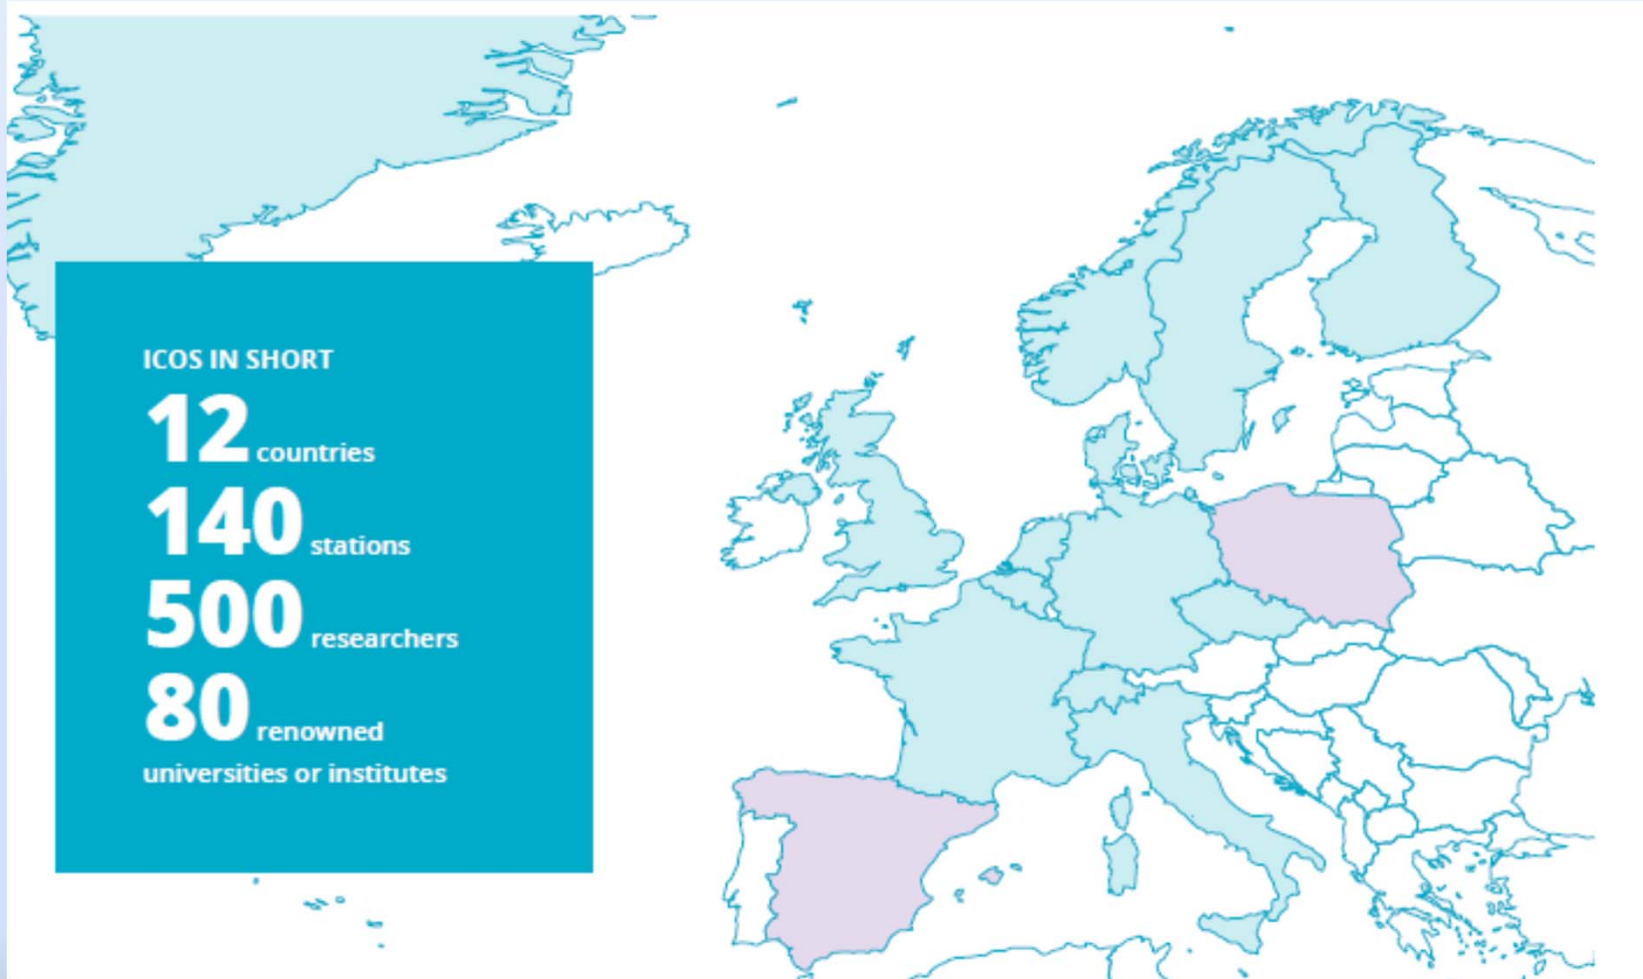 ICOS IN SHORT
12 countries
140 stations
500 researchers
80 renowned
universities or institutes